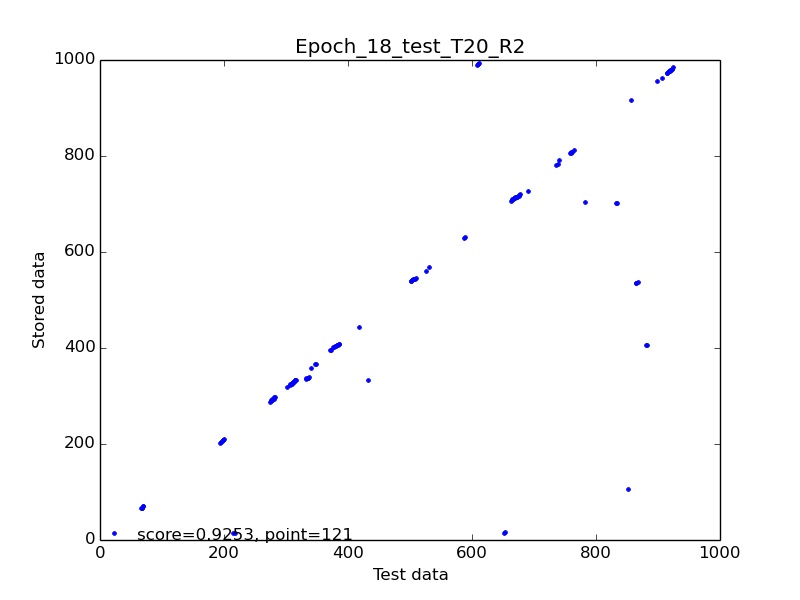 Epoch_18_test_T20_R2
1000
800
600
400
200
0
Stored data
score=0.9253, point=121
0 200 400 600 800 1000
Test data